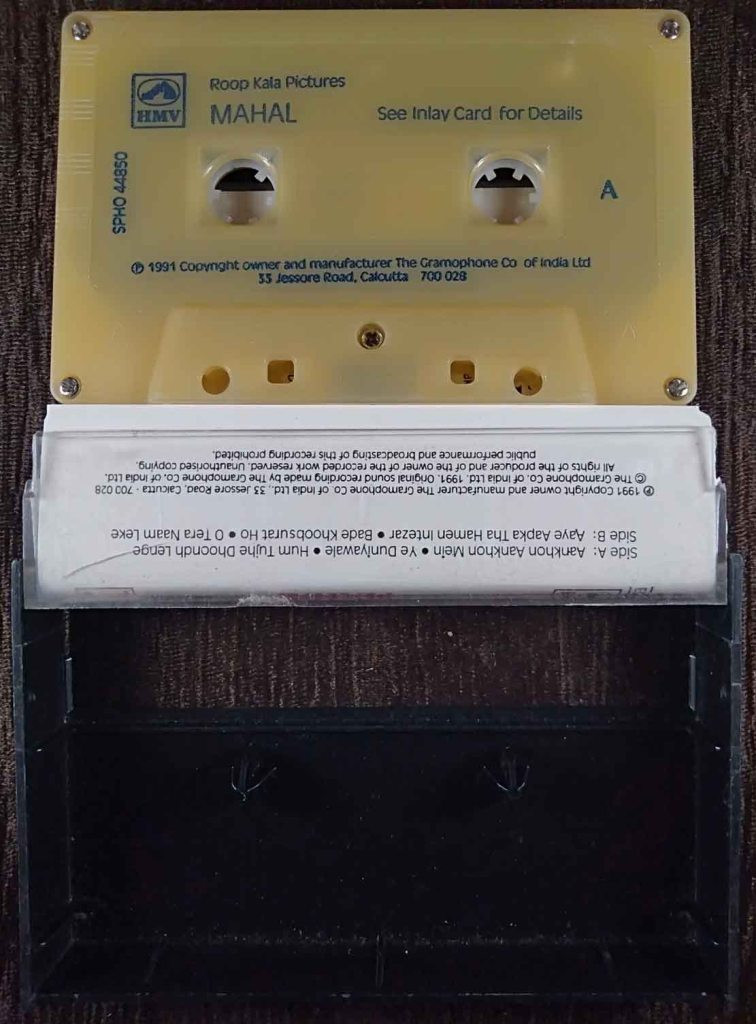 HMV
Roop Kala Pictures
MAHAL
See Inlay Card for Details
SPHO 44850
A
℗ 1991 Copyright owner and manufacturer The Gramophone Co of India Ltd
33 Jessore Road, Calcutta 700 028
Side A: Aankhon Aankhon Mein ● Ye Duniyawale ● Hum Tujhe Dhoondh Lenge
Side B: Aaye Aapka Tha Hamen Intezar ● Bade Khoobsurat Ho ● O Tera Naam Leke
℗ 1991 Copyright owner and manufacturer The Gramophone Co. of India Ltd., 33, Jessore Road, Calcutta - 700 028
© The Gramophone Co. of India Ltd. 1991. Original sound recording made by The Gramophone Co. of India Ltd.
All rights of the producer and of the owner of the recorded work reserved. Unauthorised copying,
public performance and broadcasting of this recording prohibited.